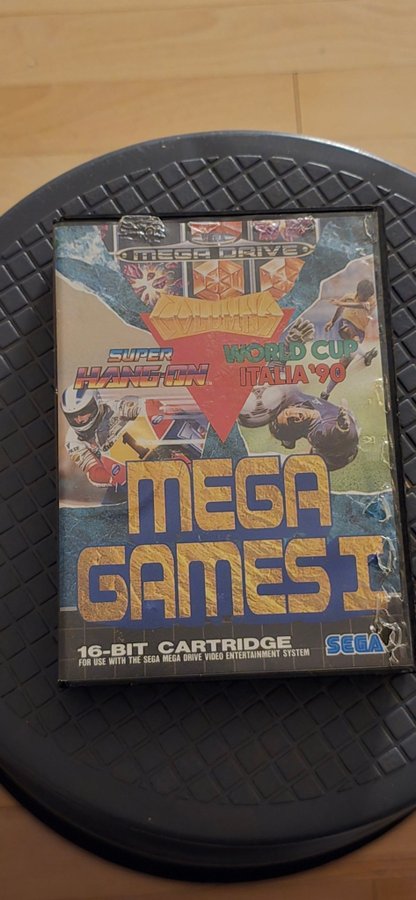 MEGA DRIVE
COLUMNS
SUPER
HANG-ON
WORLD CUP
ITALIA '90
MEGA
GAMES I
16-BIT CARTRIDGE
FOR USE WITH THE SEGA MEGA DRIVE VIDEO ENTERTAINMENT SYSTEM
SEGA